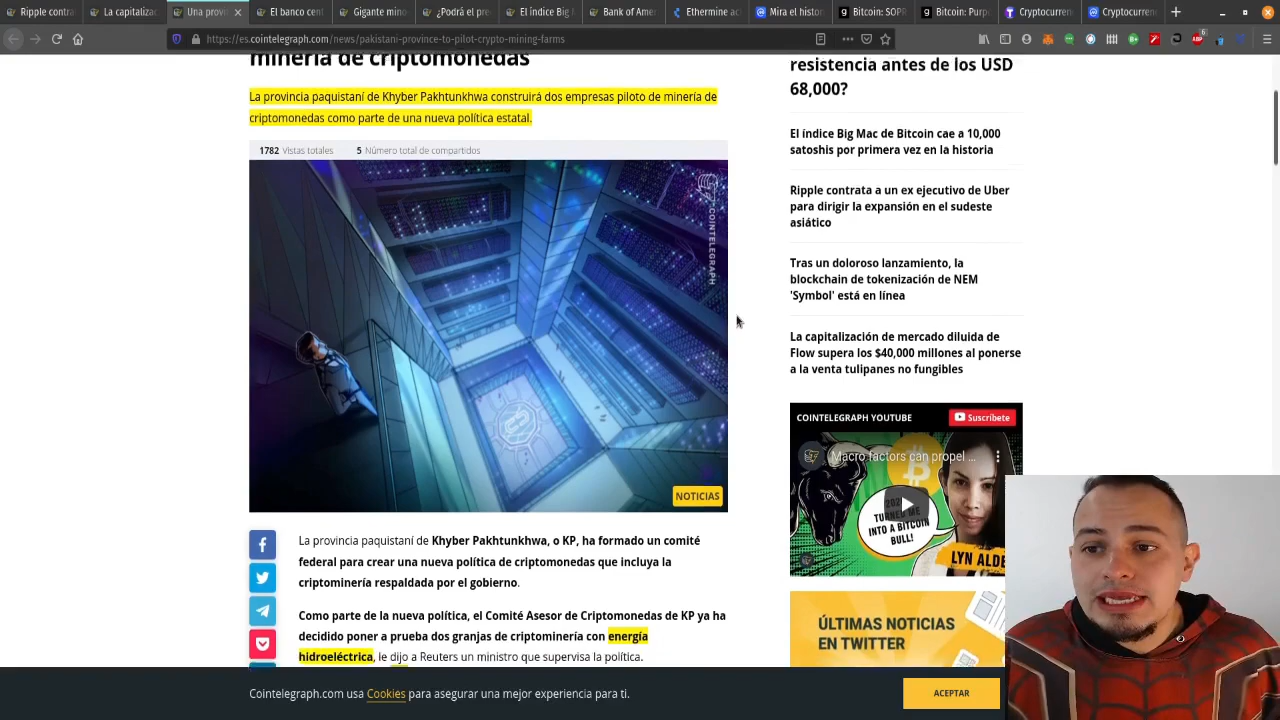 Ripple contra
La capitaliza
Una provi
El banco cen
Gigante mino
¿Podrá el pre
El índice Big
Bank of Ame
Ethermine ac
Mira el histor
Bitcoin: SOPR
Bitcoin: Purp
Cryptocurren
Cryptocurrenc
https://es.cointelegraph.com/news/pakistani-province-to-pilot-crypto-mining-farms
minería de criptomonedas
La provincia paquistaní de Khyber Pakhtunkhwa construirá dos empresas piloto de minería de
criptomonedas como parte de una nueva política estatal.
1782 Vistas totales 5 Número total de compartidos
COINTELEGRAPH
NOTICIAS
La provincia paquistaní de Khyber Pakhtunkhwa, o KP, ha formado un comité
federal para crear una nueva política de criptomonedas que incluya la
criptominería respaldada por el gobierno.
Como parte de la nueva política, el Comité Asesor de Criptomonedas de KP ya ha
decidido poner a prueba dos granjas de criptominería con energía
hidroeléctrica, le dijo a Reuters un ministro que supervisa la política.
resistencia antes de los USD
68,000?
El índice Big Mac de Bitcoin cae a 10,000
satoshis por primera vez en la historia
Ripple contrata a un ex ejecutivo de Uber
para dirigir la expansión en el sudeste
asiático
Tras un doloroso lanzamiento, la
blockchain de tokenización de NEM
'Symbol' está en línea
La capitalización de mercado diluida de
Flow supera los $40,000 millones al ponerse
a la venta tulipanes no fungibles
COINTELEGRAPH YOUTUBE
Suscríbete
Macro factors can propel ...
TURNED ME
INTO A BITCOIN
BULL!
LYN ALDE
ÚLTIMAS NOTICIAS
EN TWITTER
Cointelegraph.com usa Cookies para asegurar una mejor experiencia para ti.
ACEPTAR